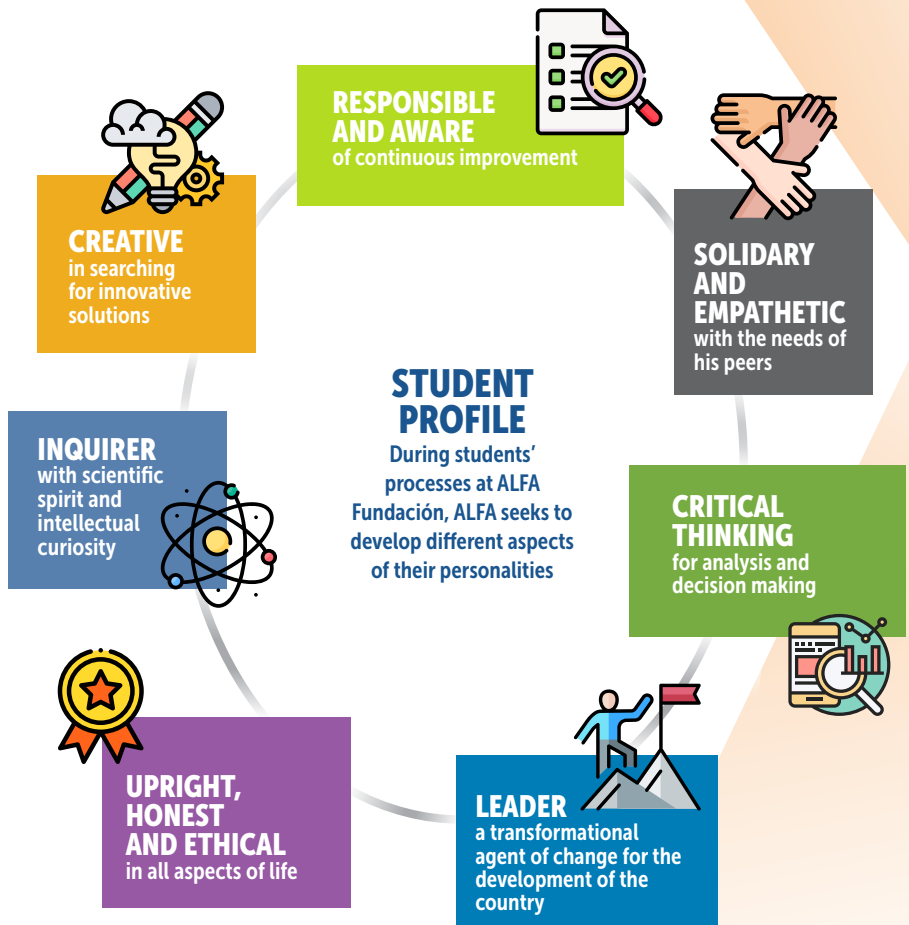 RESPONSIBLE
AND AWARE
of continuous improvement
CREATIVE
in searching
for innovative
solutions
SOLIDARY
AND
EMPATHETIC
with the needs of
his peers
STUDENT
PROFILE
During students’
processes at ALFA
Fundación, ALFA seeks to
develop different aspects
of their personalities
INQUIRER
with scientific
spirit and
intellectual
curiosity
CRITICAL
THINKING
for analysis and
decision making
UPRIGHT,
HONEST
AND ETHICAL
in all aspects of life
LEADER
a transformational
agent of change for the
development of the
country